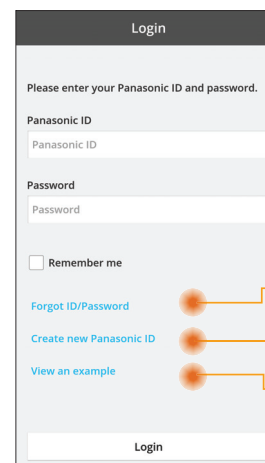 Login
Please enter your Panasonic ID and password.
Panasonic ID
Panasonic ID
Password
Password
Remember me
Forgot ID/Password
Create new Panasonic ID
View an example
Login